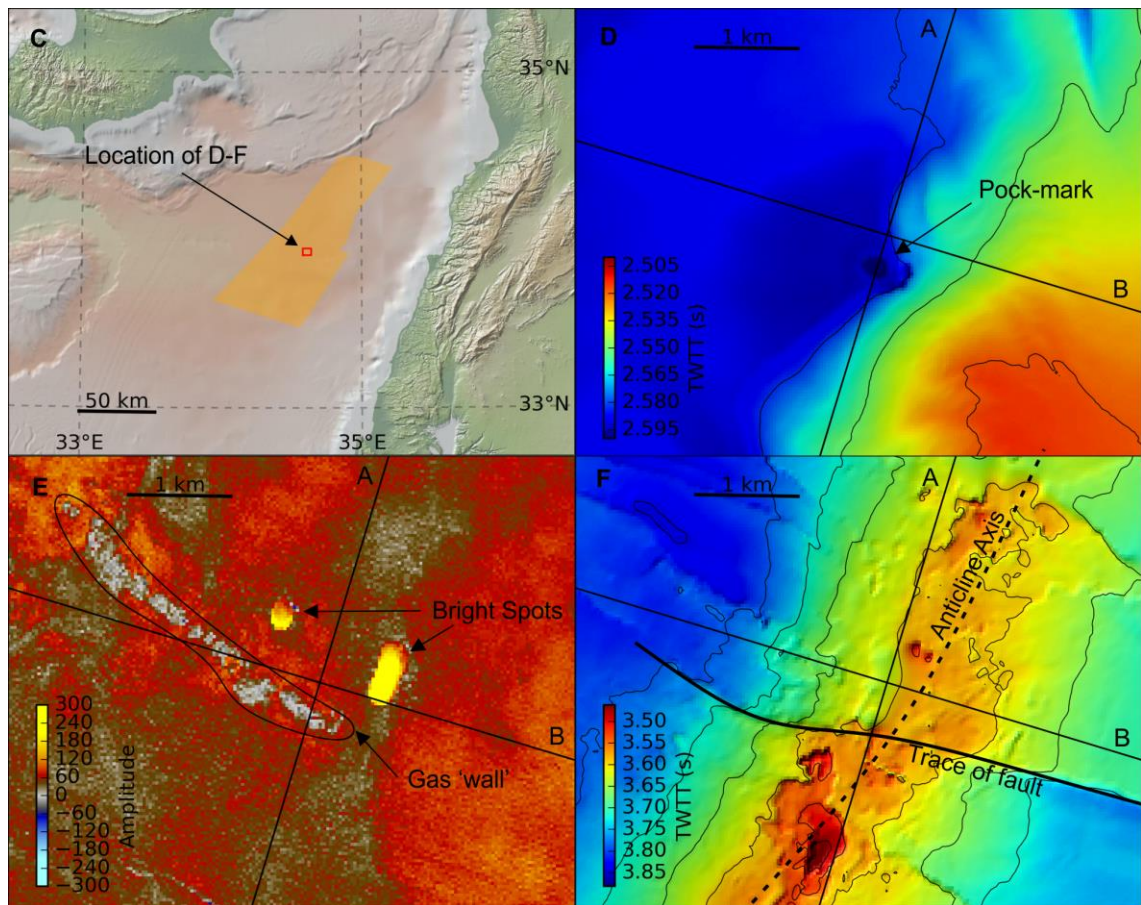 C
35°N
Location of D-F
50 km
33°N
33°E
35°E
D
1 km
A
Pock-mark
B
2.505
2.520
2.535
2.550
2.565
2.580
2.595
TWTT (s)
E
1 km
A
Bright Spots
B
Gas 'wall'
300
240
180
120
60
0
−60
−120
−180
−240
−300
Amplitude
F
1 km
A
Anticline Axis
B
Trace of fault
3.50
3.55
3.60
3.65
3.70
3.75
3.80
3.85
TWTT (s)